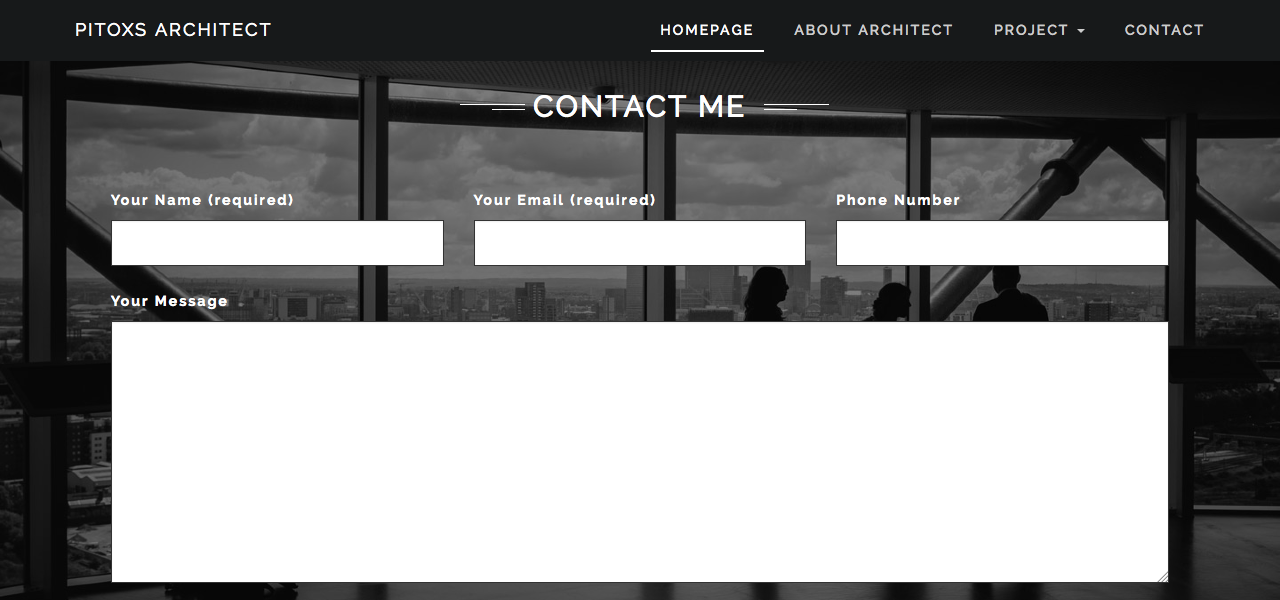 PITOXS ARCHITECT
HOMEPAGE
ABOUT ARCHITECT
PROJECT
CONTACT
CONTACT ME
Your Name (required)
Your Email (required)
Phone Number
Your Message